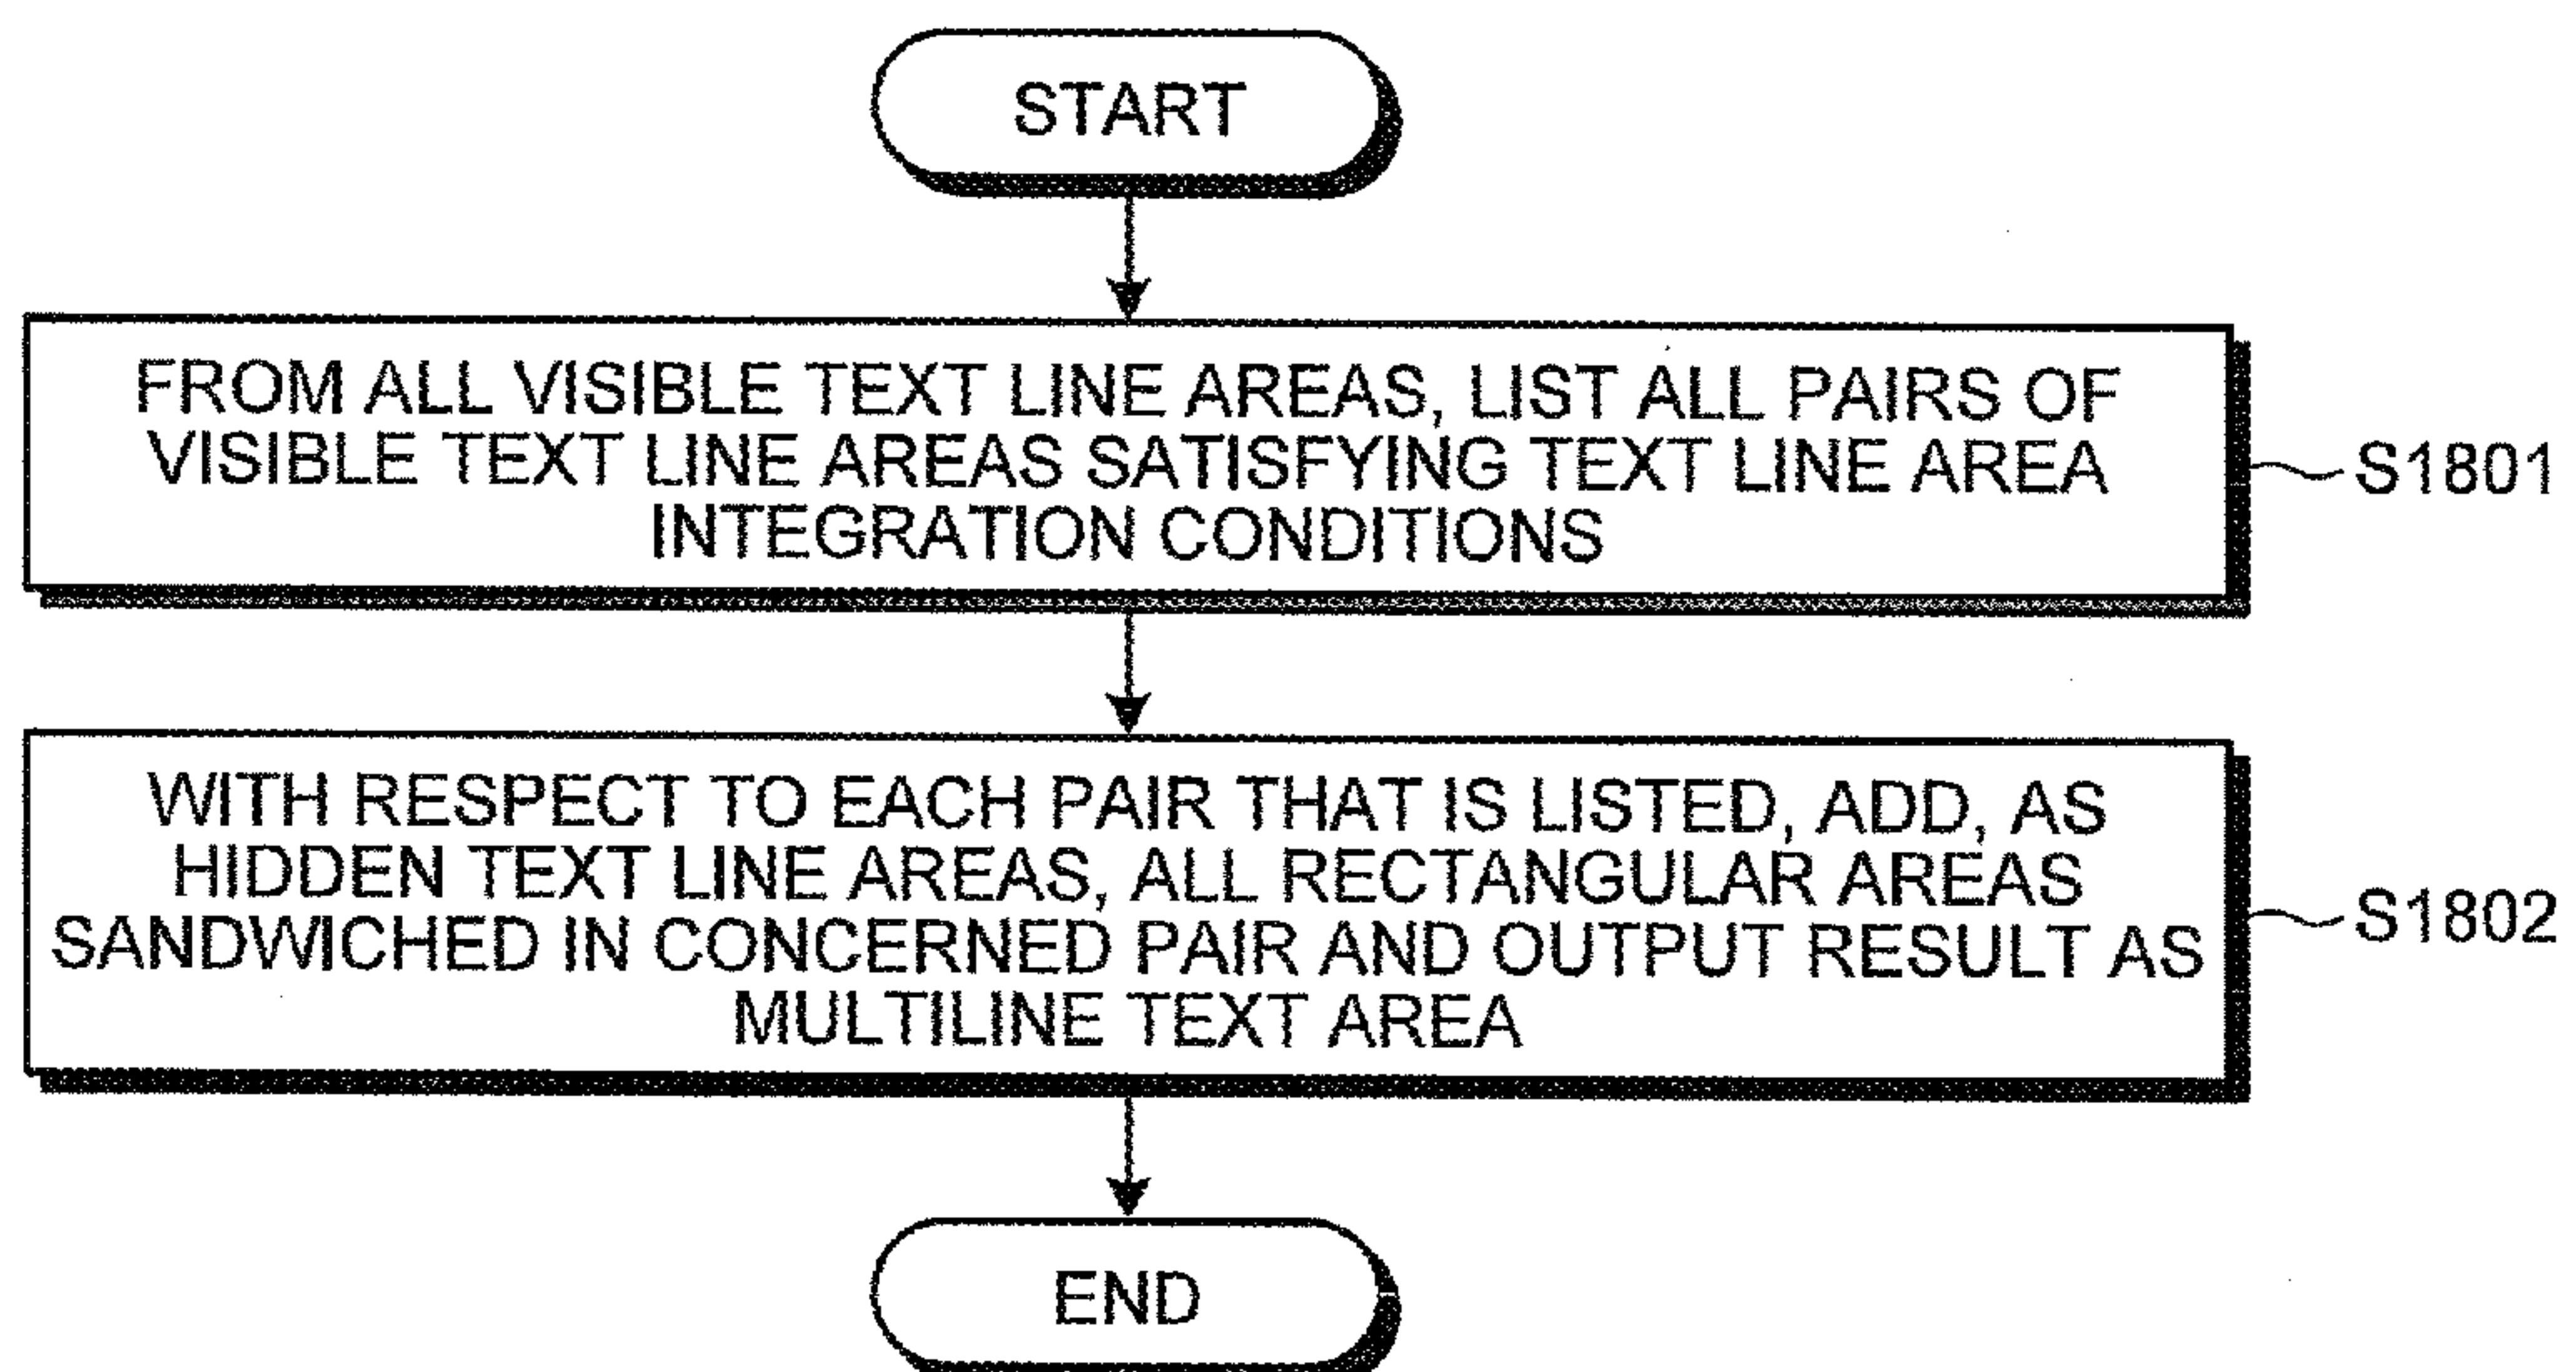 START
FROM ALL VISIBLE TEXT LINE AREAS, LIST ALL PAIRS OF
VISIBLE TEXT LINE AREAS SATISFYING TEXT LINE AREA
INTEGRATION CONDITIONS
S1801
WITH RESPECT TO EACH PAIR THAT IS LISTED, ADD, AS
HIDDEN TEXT LINE AREAS, ALL RECTANGULAR AREAS
SANDWICHED IN CONCERNED PAIR AND OUTPUT RESULT AS
MULTILINE TEXT AREA
S1802
END